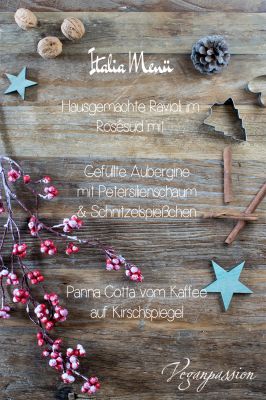 Italia Menü
Hausgemachte Ravioli im
Rosésud mit
Gefüllte Aubergine
mit Petersilienschaum
& Schnitzelspießchen
Panna Cotta vom Kaffee
auf Kirschspiegel
Veganpassion